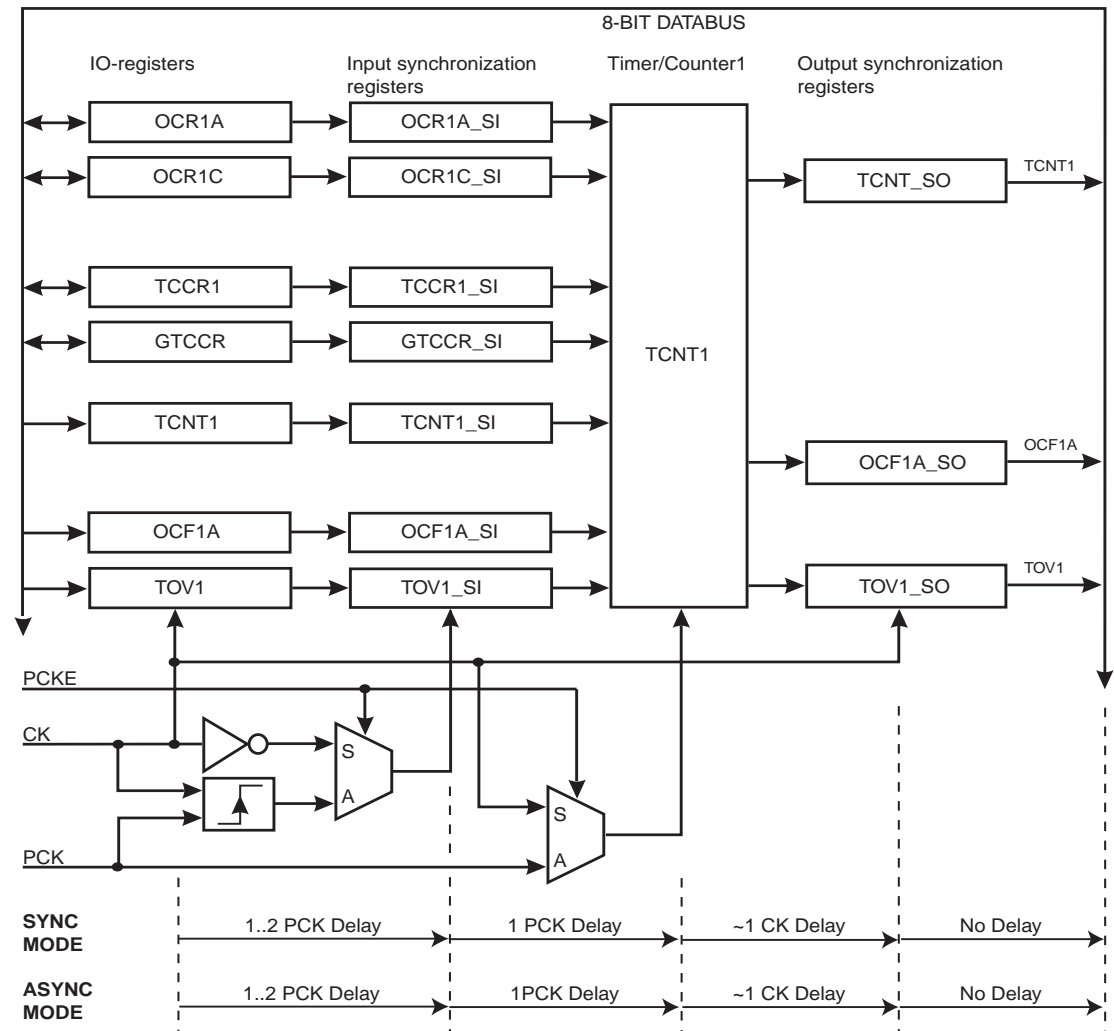 8-BIT DATABUS
IO-registers
Input synchronization
registers
Timer/Counter1
Output synchronization
registers
OCR1A
OCR1A_SI
OCR1C
OCR1C_SI
TCNT_SO
TCNT1
TCCR1
TCCR1_SI
GTCCR
GTCCR_SI
TCNT1
TCNT1
TCNT1_SI
OCF1A_SO
OCF1A
OCF1A
OCF1A_SI
TOV1
TOV1_SI
TOV1_SO
TOV1
PCKE
CK
S
A
S
A
PCK
SYNC
MODE
1..2 PCK Delay
1 PCK Delay
~1 CK Delay
No Delay
ASYNC
MODE
1..2 PCK Delay
1PCK Delay
~1 CK Delay
No Delay